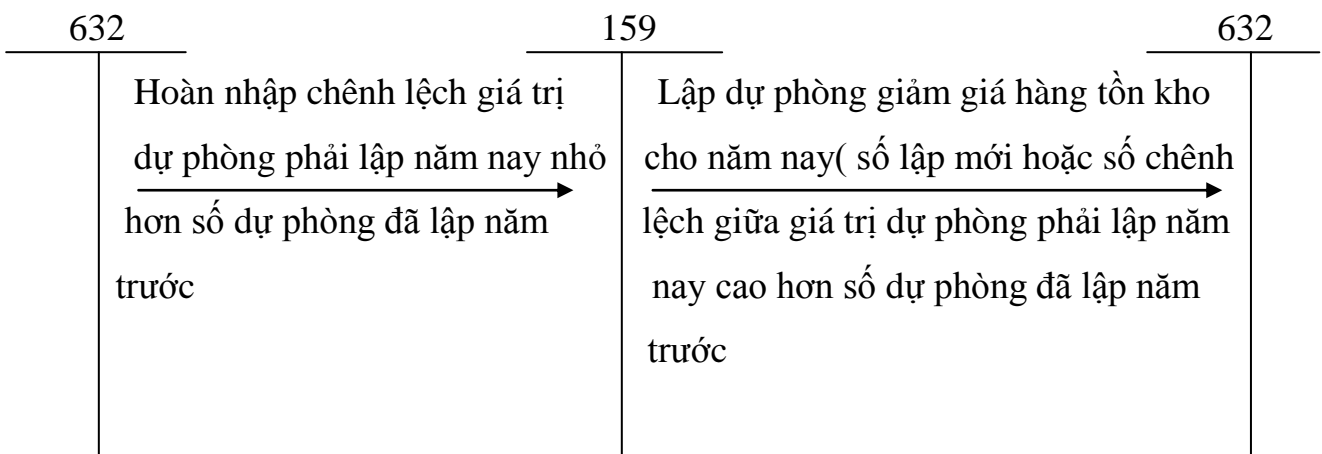 632
159
632
Hoàn nhập chênh lệch giá trị
dự phòng phải lập năm nay nhỏ
hơn số dự phòng đã lập năm
trước
Lập dự phòng giảm giá hàng tồn kho
cho năm nay( số lập mới hoặc số chênh
lệch giữa giá trị dự phòng phải lập năm
nay cao hơn số dự phòng đã lập năm
trước